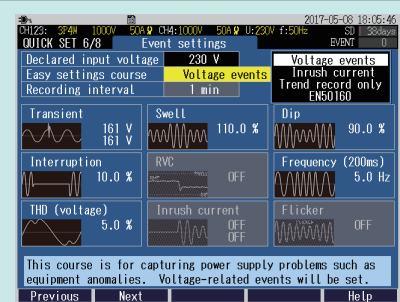 2017-05-08 18:05:46
CH123: 3P4W 1000V 50A CH4:1000V 50A U:230V f:50Hz SD 38days
QUICK SET 6/8 Event settings EVENT 0
Declared input voltage 230 V
Easy settings course Voltage events
Recording interval 1 min
Voltage events
Inrush current
Trend record only
EN50160
Transient
161 V
161 V
Swell
110.0 %
Dip
90.0 %
Interruption
10.0 %
RVC
OFF
Frequency (200ms)
5.0 Hz
THD (voltage)
5.0 %
Inrush current
OFF
OFF
Flicker
OFF
This course is for capturing power supply problems such as
equipment anomalies. Voltage-related events will be set.
Previous Next Help